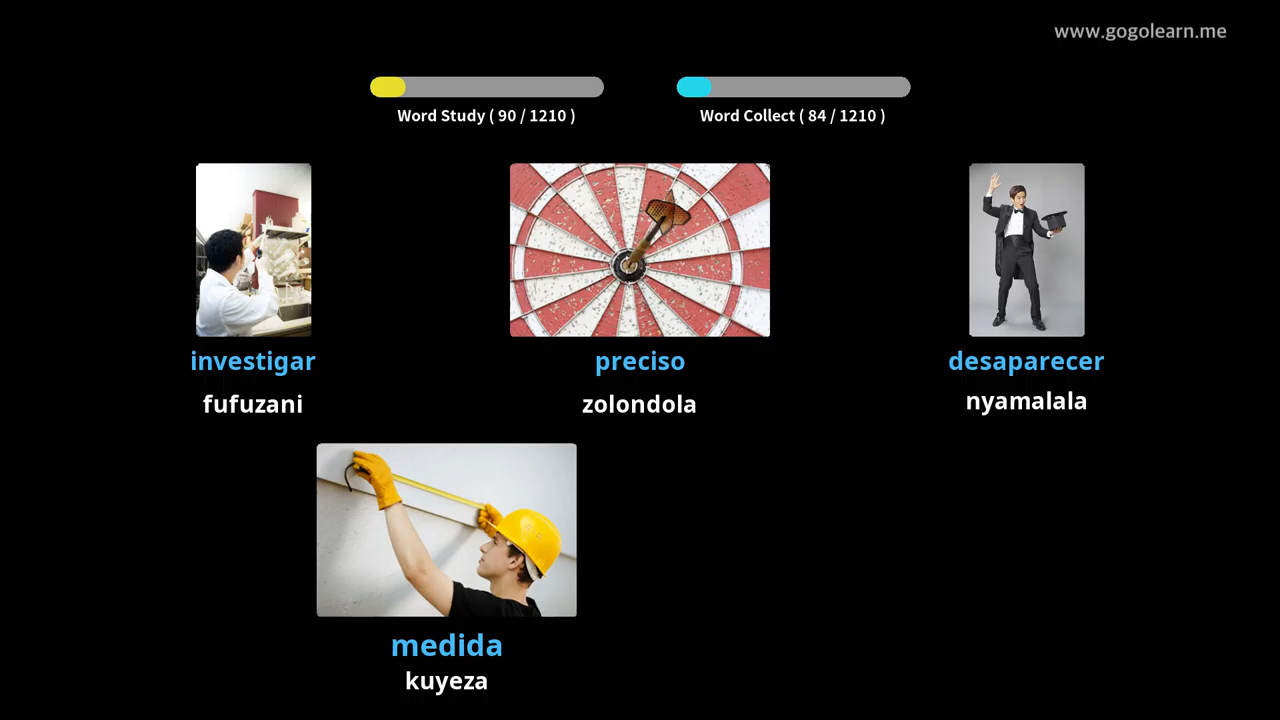 www.gogolearn.me
Word Study ( 90 / 1210 )
Word Collect ( 84 / 1210 )
investigar
fufuzani
preciso
zolondola
desaparecer
nyamalala
medida
kuyeza